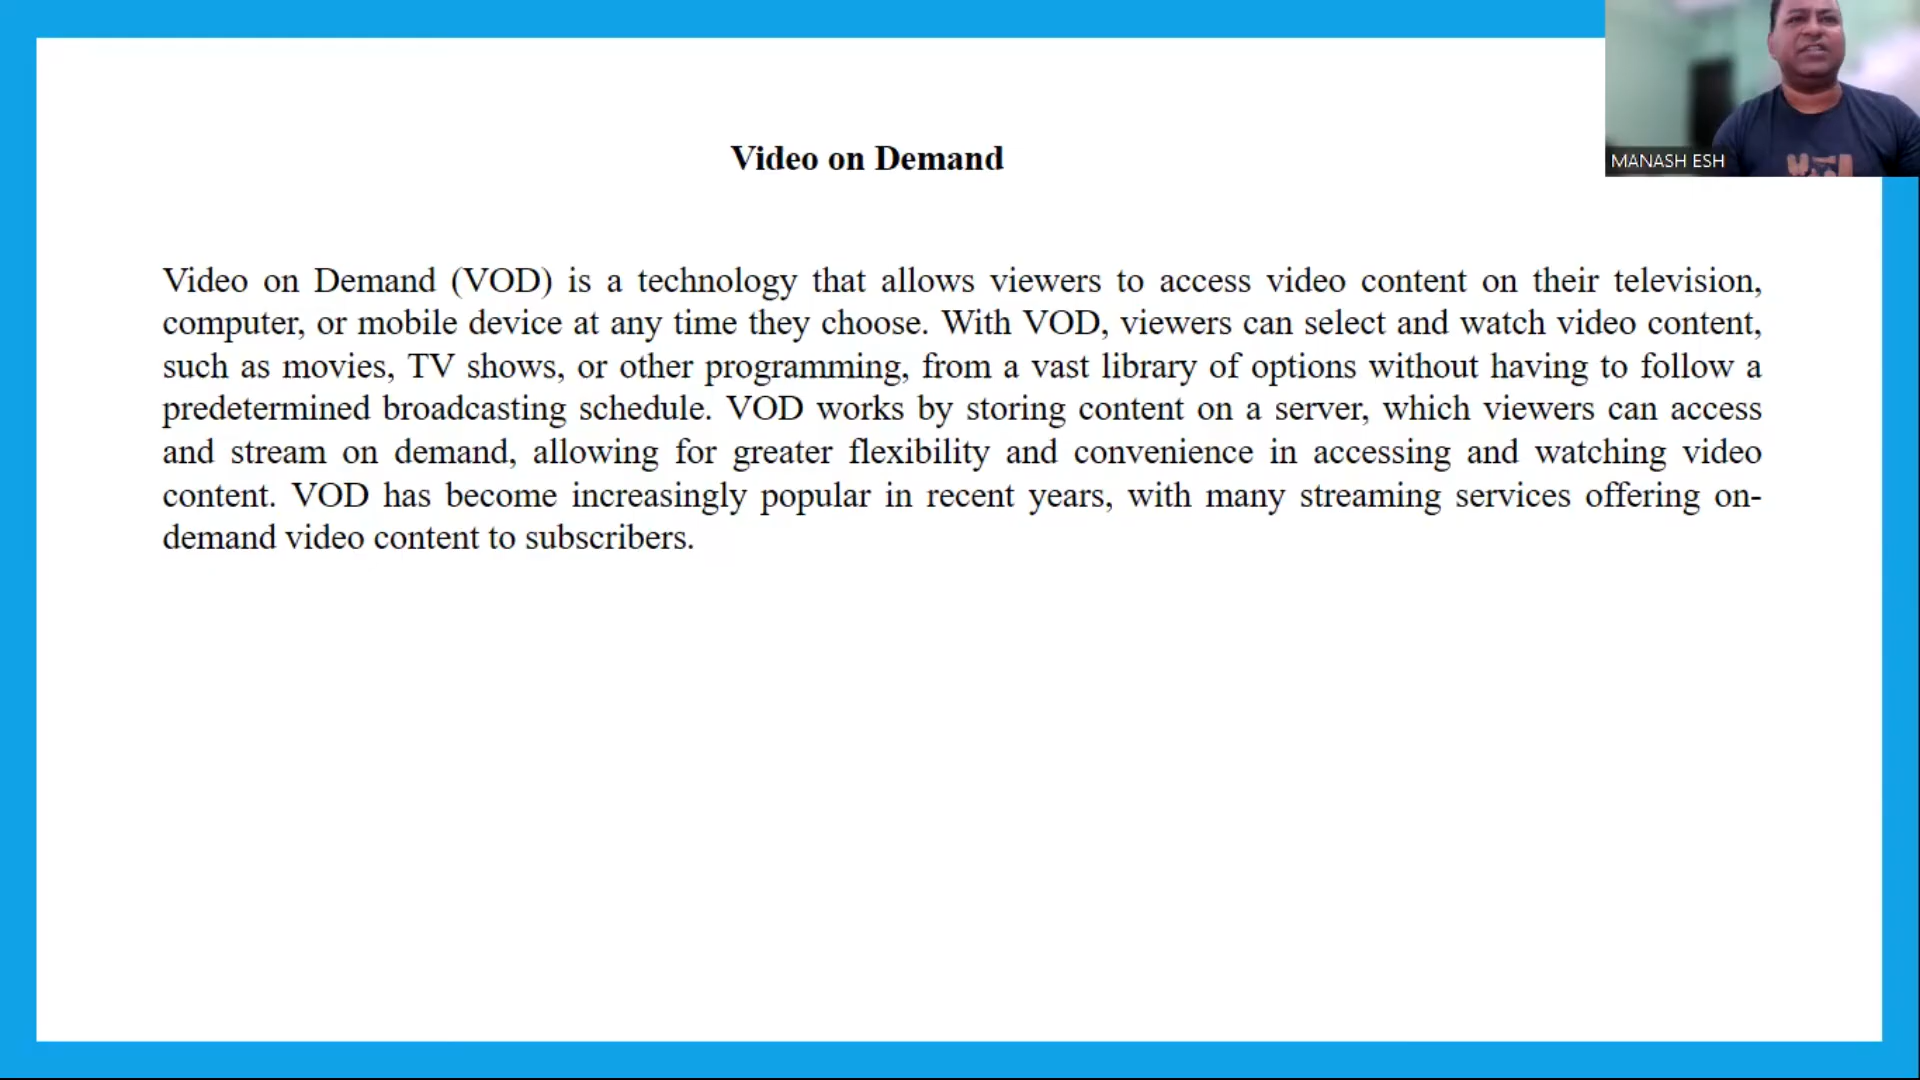 Video on Demand
MANASH ESH
Video on Demand (VOD) is a technology that allows viewers to access video content on their television,
computer, or mobile device at any time they choose. With VOD, viewers can select and watch video content,
such as movies, TV shows, or other programming, from a vast library of options without having to follow a
predetermined broadcasting schedule. VOD works by storing content on a server, which viewers can access
and stream on demand, allowing for greater flexibility and convenience in accessing and watching video
content. VOD has become increasingly popular in recent years, with many streaming services offering on-
demand video content to subscribers.